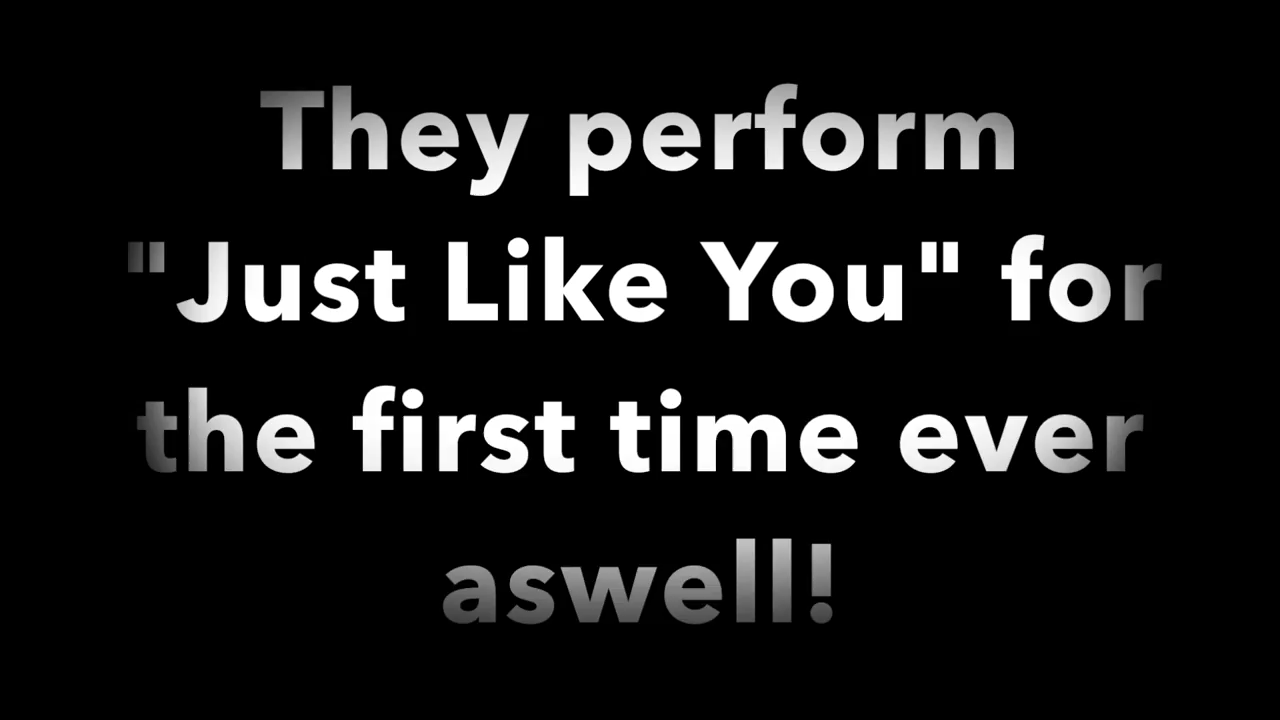 They perform
"Just Like You" for
the first time ever
aswell!